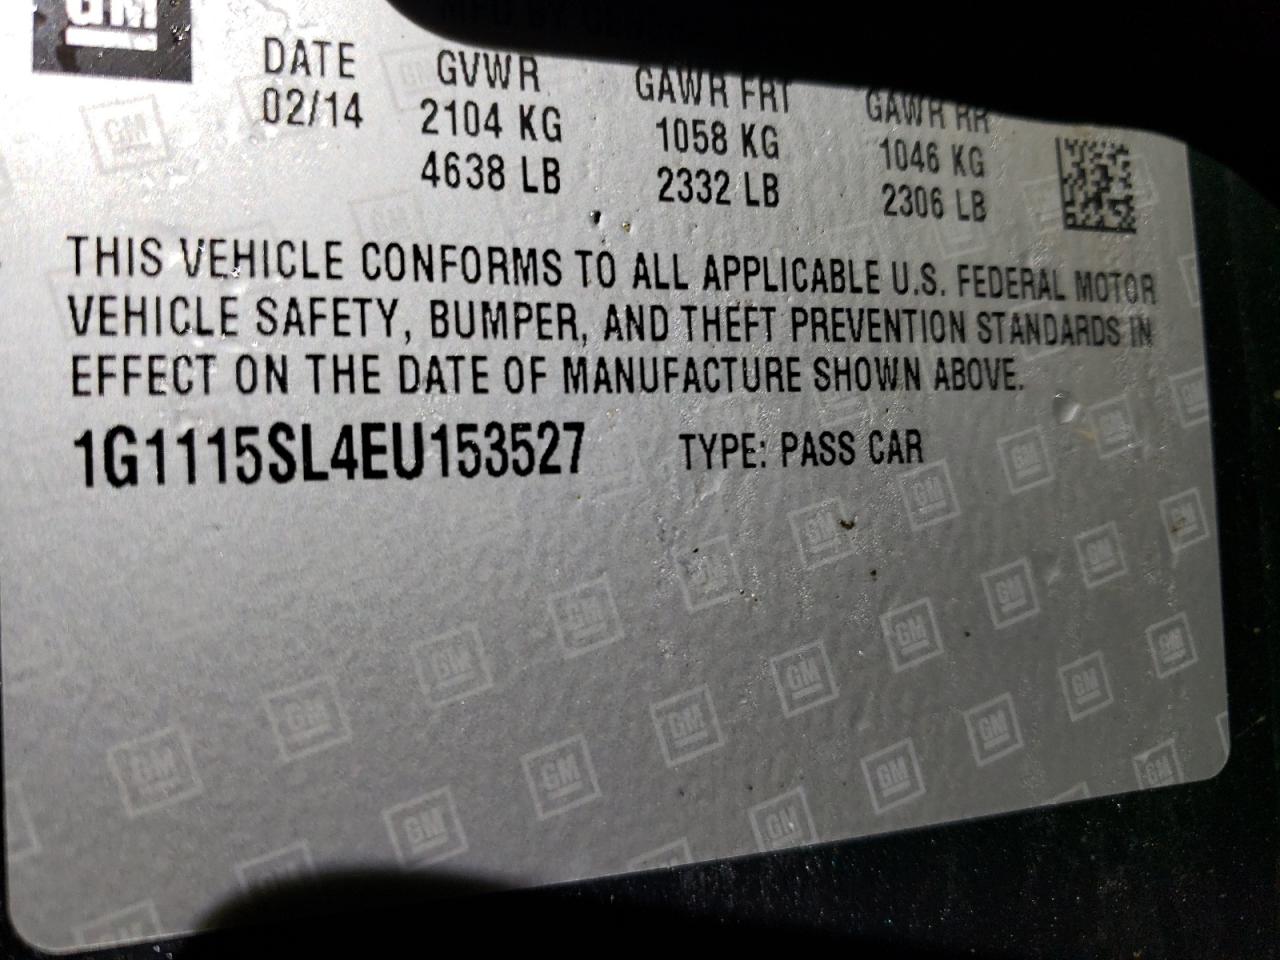 GM
DATE GVWR GAWR FRT GAWR RR
02/14 2104 KG 1058 KG 1046 KG
4638 LB 2332 LB 2306 LB
THIS VEHICLE CONFORMS TO ALL APPLICABLE U.S. FEDERAL MOTOR
VEHICLE SAFETY, BUMPER, AND THEFT PREVENTION STANDARDS IN
EFFECT ON THE DATE OF MANUFACTURE SHOWN ABOVE.
1G1115SL4EU153527 TYPE: PASS CAR